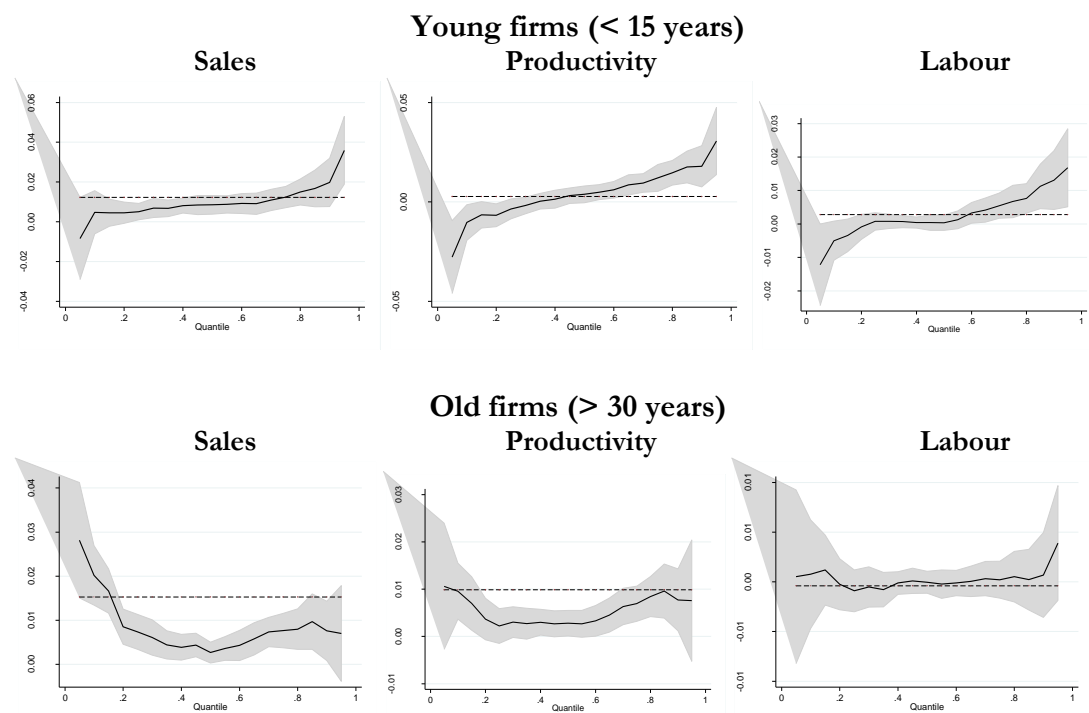 Young firms (< 15 years)
Sales Productivity Labour
0.06
0.04
0.02
0.00
-0.02
-0.04
0 .2 .4 .6 .8 1
Quantile
0.05
0.00
-0.05
0 .2 .4 .6 .8 1
Quantile
0.03
0.02
0.01
0.00
-0.01
-0.02
0 .2 .4 .6 .8 1
Quantile
Old firms (> 30 years)
Sales Productivity Labour
0.04
0.03
0.02
0.01
0.00
0 .2 .4 .6 .8 1
Quantile
0.03
0.02
0.01
0.00
-0.01
0 .2 .4 .6 .8 1
Quantile
0.01
0.01
0.00
-0.01
-0.01
0 .2 .4 .6 .8 1
Quantile